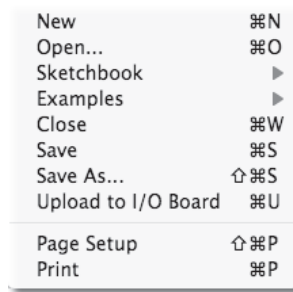 New ⌘N
Open... ⌘O
Sketchbook ▶
Examples ▶
Close ⌘W
Save ⌘S
Save As... ⇧⌘S
Upload to I/O Board ⌘U
Page Setup ⇧⌘P
Print ⌘P